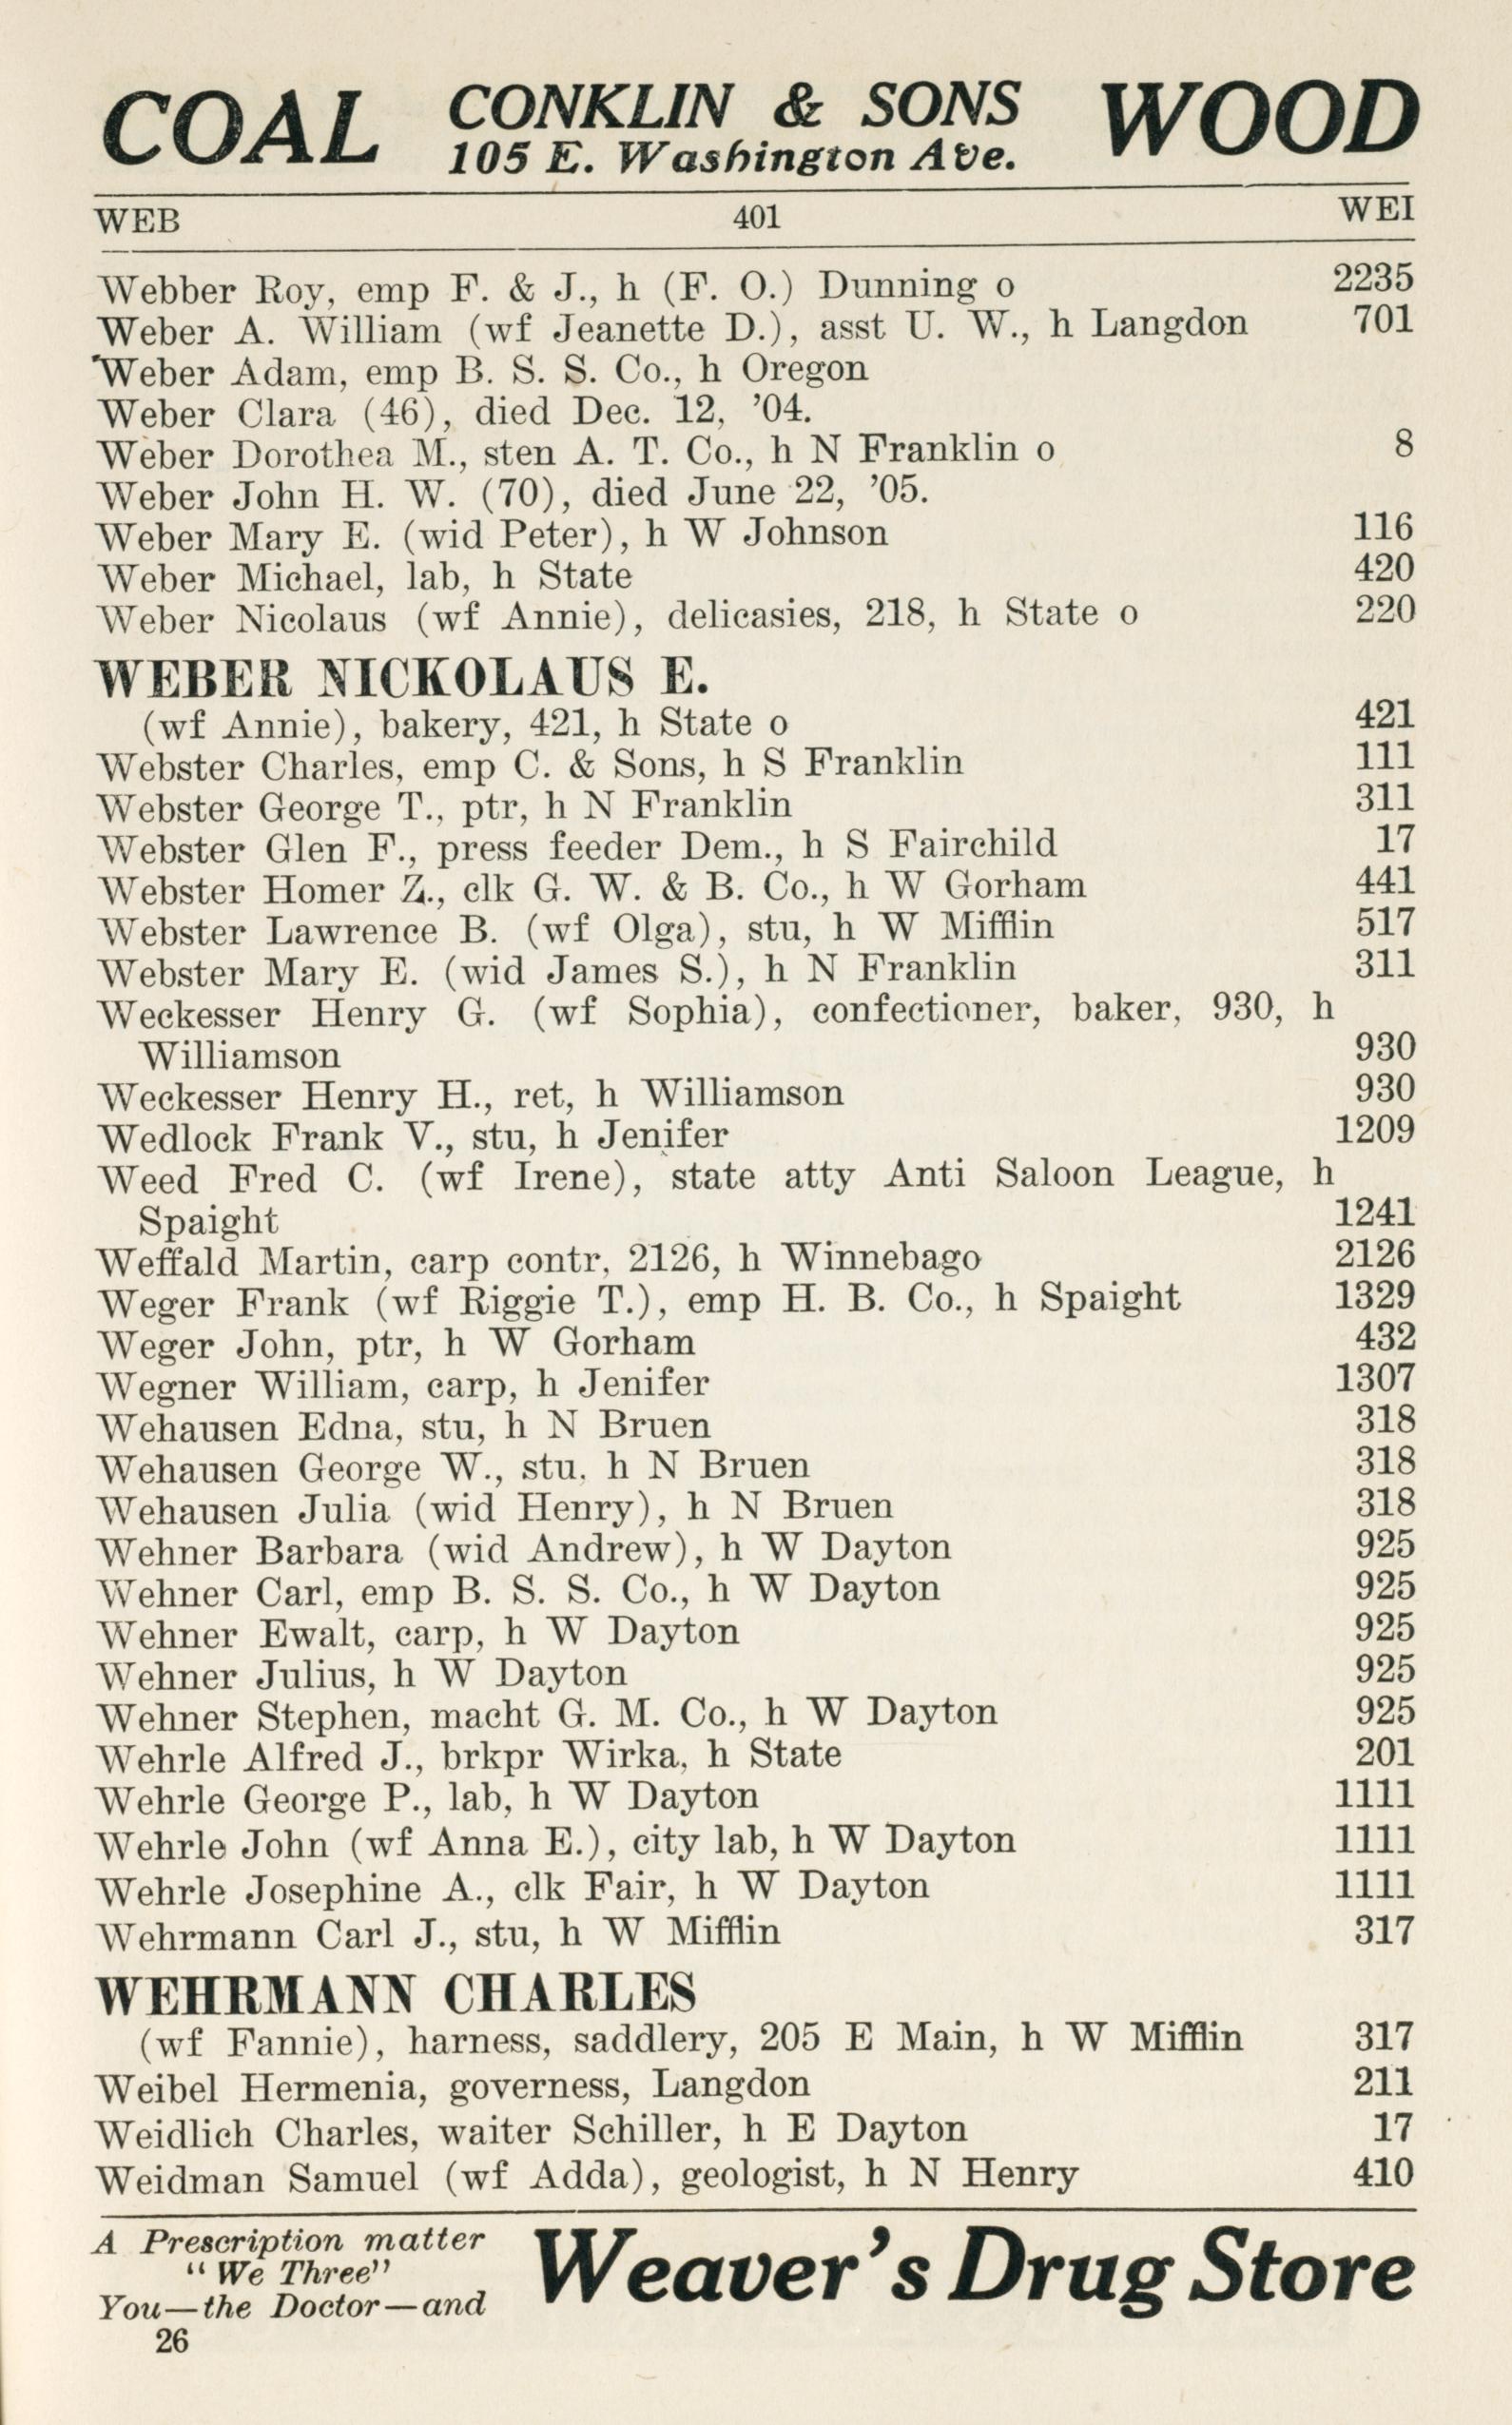 COAL CONKLIN & SONS WOOD
105 E. Washington Ave.
WEB 401 WEI
Webber Roy, emp F. & J., h (F. O.) Dunning o 2235
Weber A. William (wf Jeanette D.), asst U. W., h Langdon 701
Weber Adam, emp B. S. S. Co., h Oregon
Weber Clara (46), died Dec. 12, '04.
Weber Dorothea M., sten A. T. Co., h N Franklin o 8
Weber John H. W. (70), died June 22, '05.
Weber Mary E. (wid Peter), h W Johnson 116
Weber Michael, lab, h State 420
Weber Nicolaus (wf Annie), delicasies, 218, h State o 220
WEBER NICKOLAUS E.
(wf Annie), bakery, 421, h State o 421
Webster Charles, emp C. & Sons, h S Franklin 111
Webster George T., ptr, h N Franklin 311
Webster Glen F., press feeder Dem., h S Fairchild 17
Webster Homer Z., clk G. W. & B. Co., h W Gorham 441
Webster Lawrence B. (wf Olga), stu, h W Mifflin 517
Webster Mary E. (wid James S.), h N Franklin 311
Weckesser Henry G. (wf Sophia), confectioner, baker, 930, h
Williamson 930
Weckesser Henry H., ret, h Williamson 930
Wedlock Frank V., stu, h Jenifer 1209
Weed Fred C. (wf Irene), state atty Anti Saloon League, h
Spaight 1241
Weffald Martin, carp contr, 2126, h Winnebago 2126
Weger Frank (wf Riggie T.), emp H. B. Co., h Spaight 1329
Weger John, ptr, h W Gorham 432
Wegner William, carp, h Jenifer 1307
Wehausen Edna, stu, h N Bruen 318
Wehausen George W., stu, h N Bruen 318
Wehausen Julia (wid Henry), h N Bruen 318
Wehner Barbara (wid Andrew), h W Dayton 925
Wehner Carl, emp B. S. S. Co., h W Dayton 925
Wehner Ewalt, carp, h W Dayton 925
Wehner Julius, h W Dayton 925
Wehner Stephen, macht G. M. Co., h W Dayton 925
Wehrle Alfred J., brkpr Wirka, h State 201
Wehrle George P., lab, h W Dayton 1111
Wehrle John (wf Anna E.), city lab, h W Dayton 1111
Wehrle Josephine A., clk Fair, h W Dayton 1111
Wehrmann Carl J., stu, h W Mifflin 317
WEHRMANN CHARLES
(wf Fannie), harness, saddlery, 205 E Main, h W Mifflin 317
Weibel Hermenia, governess, Langdon 211
Weidlich Charles, waiter Schiller, h E Dayton 17
Weidman Samuel (wf Adda), geologist, h N Henry 410
A Prescription matter
"We Three"
You—the Doctor—and
Weaver's Drug Store
26